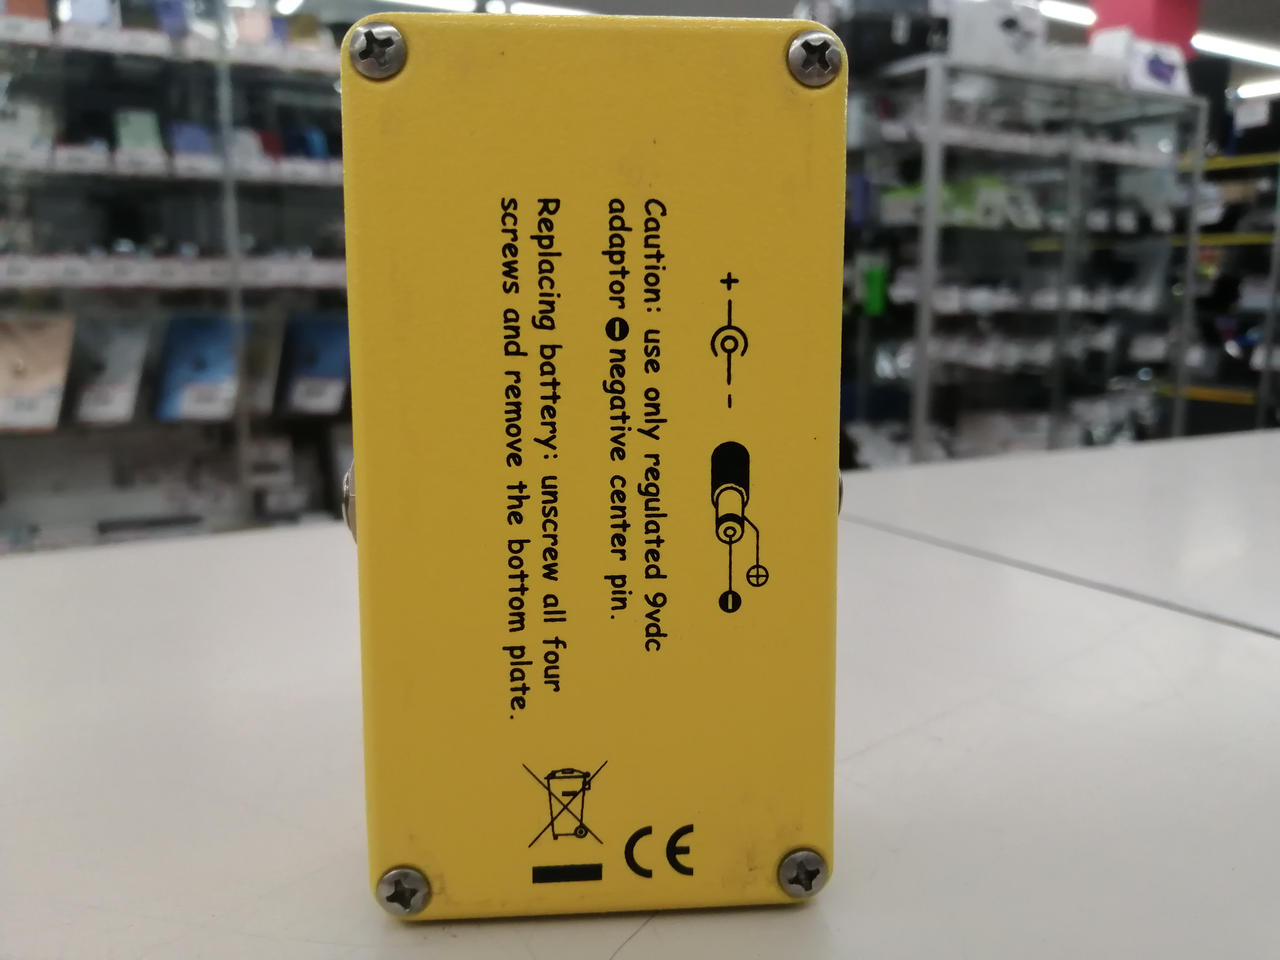 + -
Caution: use only regulated 9vdc
adaptor negative center pin.
Replacing battery: unscrew all four
screws and remove the bottom plate.
CE